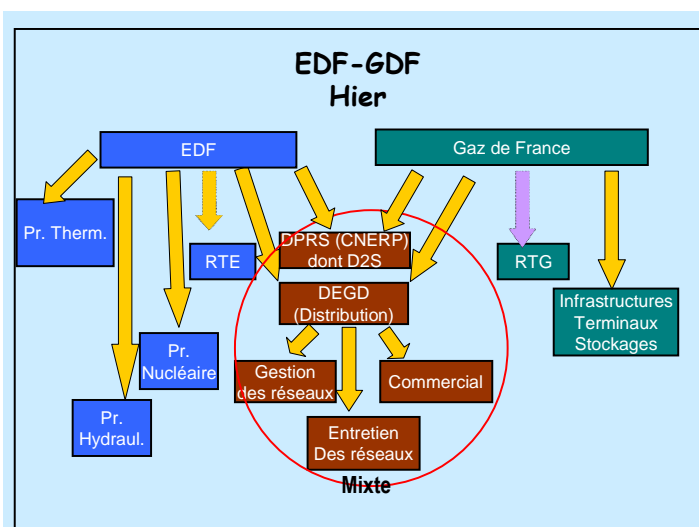 EDF-GDF
Hier
EDF
Gaz de France
Pr. Therm.
RTE
DPRS (CNERP)
dont D2S
RTG
DEGD
(Distribution)
Infrastructures
Terminaux
Stockages
Pr.
Nucléaire
Gestion
des réseaux
Commercial
Pr.
Hydraul.
Entretien
Des réseaux
Mixte